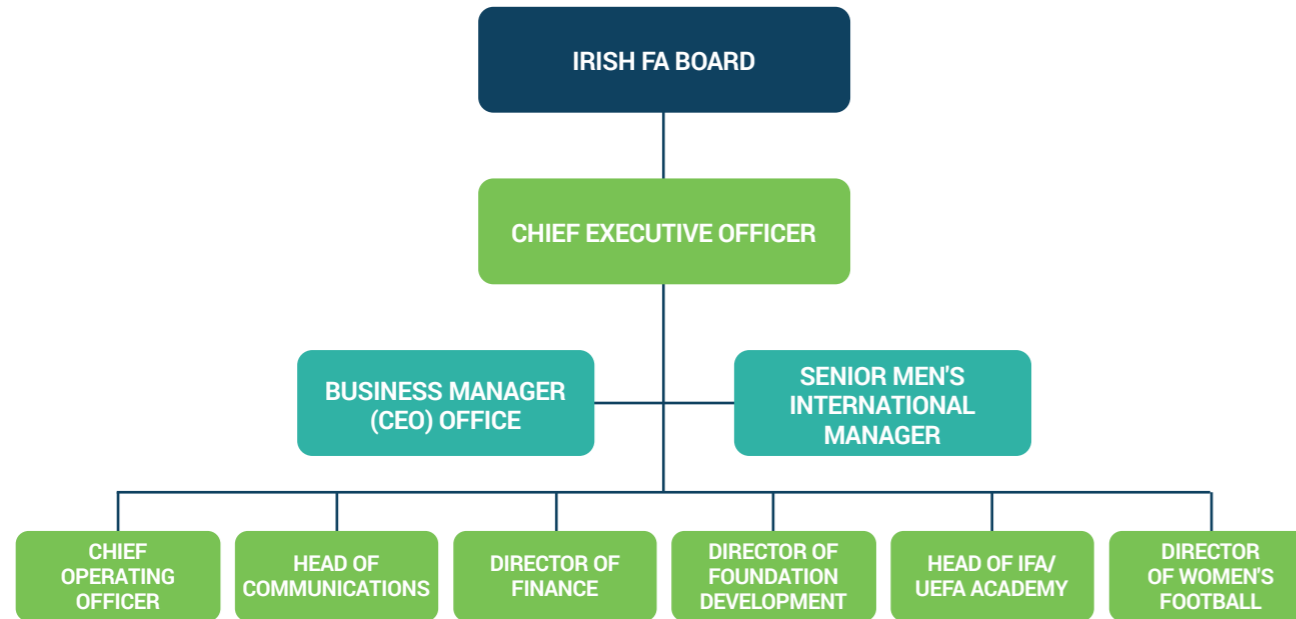 IRISH FA BOARD
CHIEF EXECUTIVE OFFICER
BUSINESS MANAGER
(CEO) OFFICE
SENIOR MEN'S
INTERNATIONAL
MANAGER
CHIEF
OPERATING
OFFICER
HEAD OF
COMMUNICATIONS
DIRECTOR OF
FINANCE
DIRECTOR OF
FOUNDATION
DEVELOPMENT
HEAD OF IFA/
UEFA ACADEMY
DIRECTOR
OF WOMEN'S
FOOTBALL